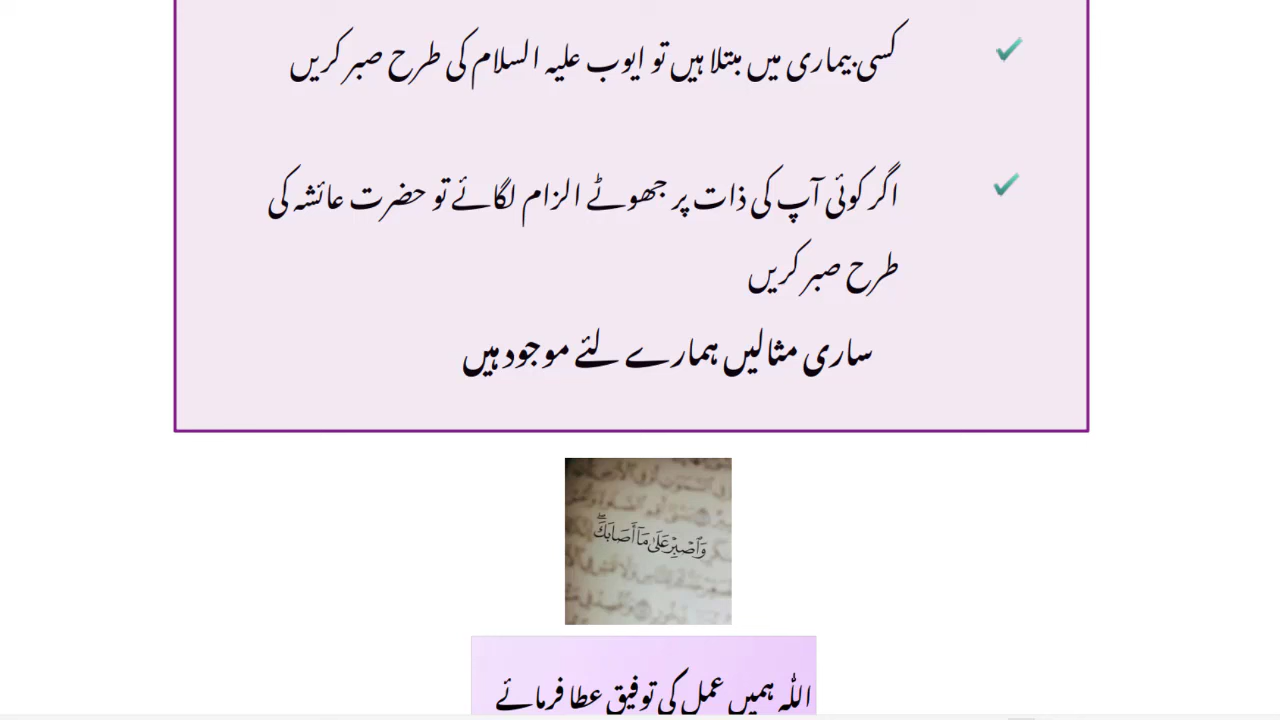 کسی بیماری میں مبتلا ہیں تو ایوب علیہ السلام کی طرح صبر کریں
اگر کوئی آپ کی ذات پر جھوٹے الزام لگائے تو حضرت عائشہ کی
طرح صبر کریں
ساری مثالیں ہمارے لئے موجود ہیں
وَٱصۡبِرۡ عَلَىٰ مَآ أَصَابَكَۖ
اللّٰہ ہمیں عمل کی توفیق عطا فرمائے